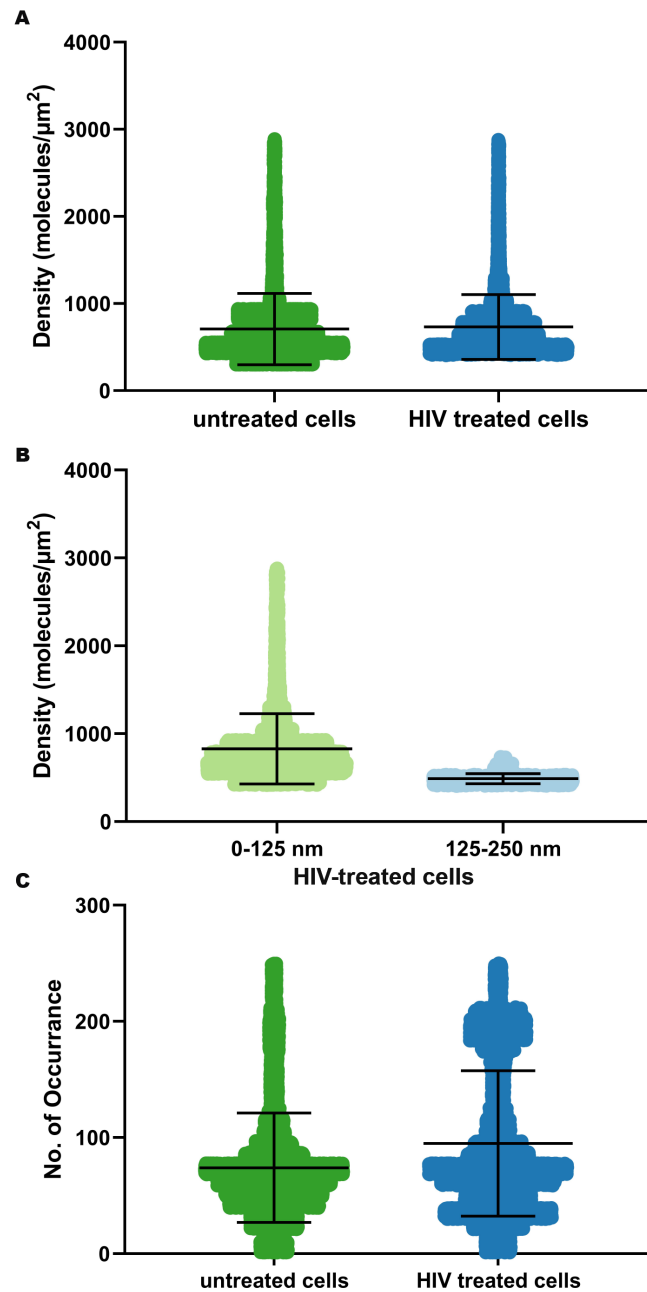 A
Density (molecules/µm²)
4000
3000
2000
1000
0
untreated cells
HIV treated cells
B
Density (molecules/µm²)
4000
3000
2000
1000
0
0-125 nm
125-250 nm
HIV-treated cells
C
No. of Occurrance
300
200
100
0
untreated cells
HIV treated cells